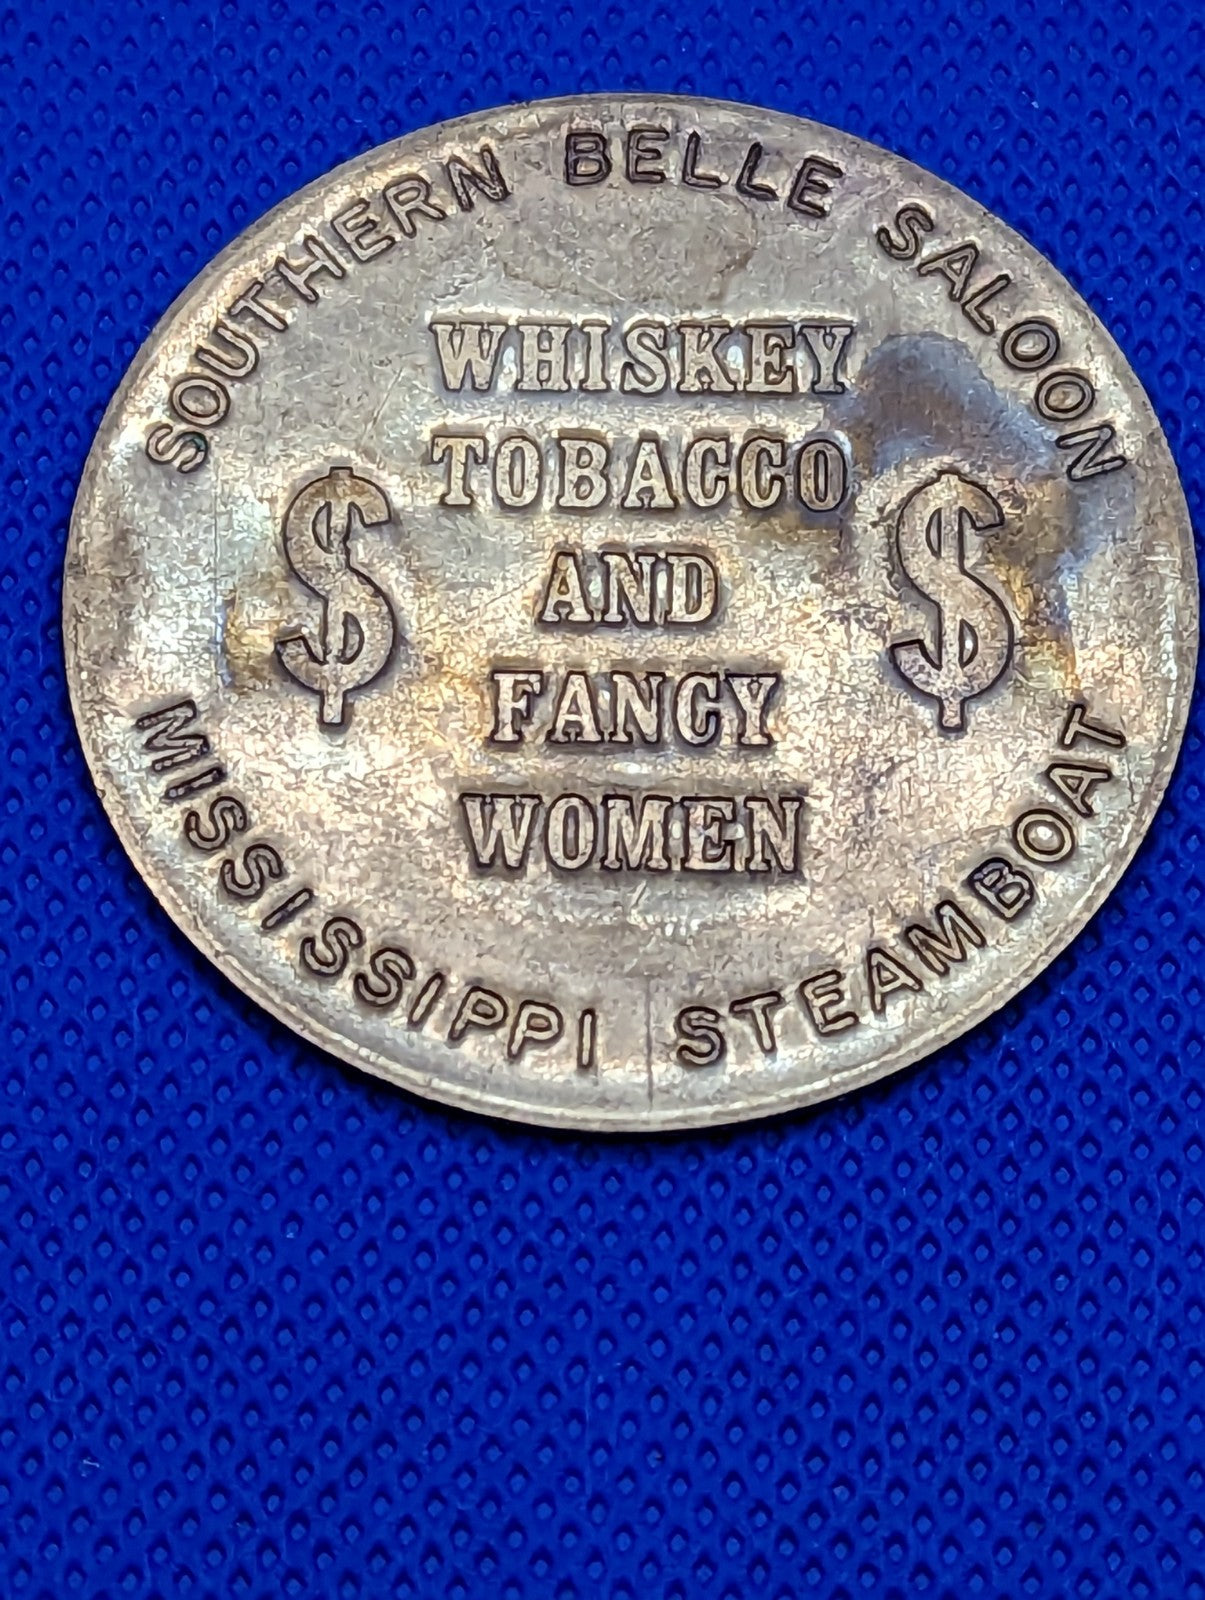 SOUTHERN BELLE SALOON
WHISKEY
TOBACCO
$ AND $
FANCY
WOMEN
MISSISSIPPI STEAMBOAT